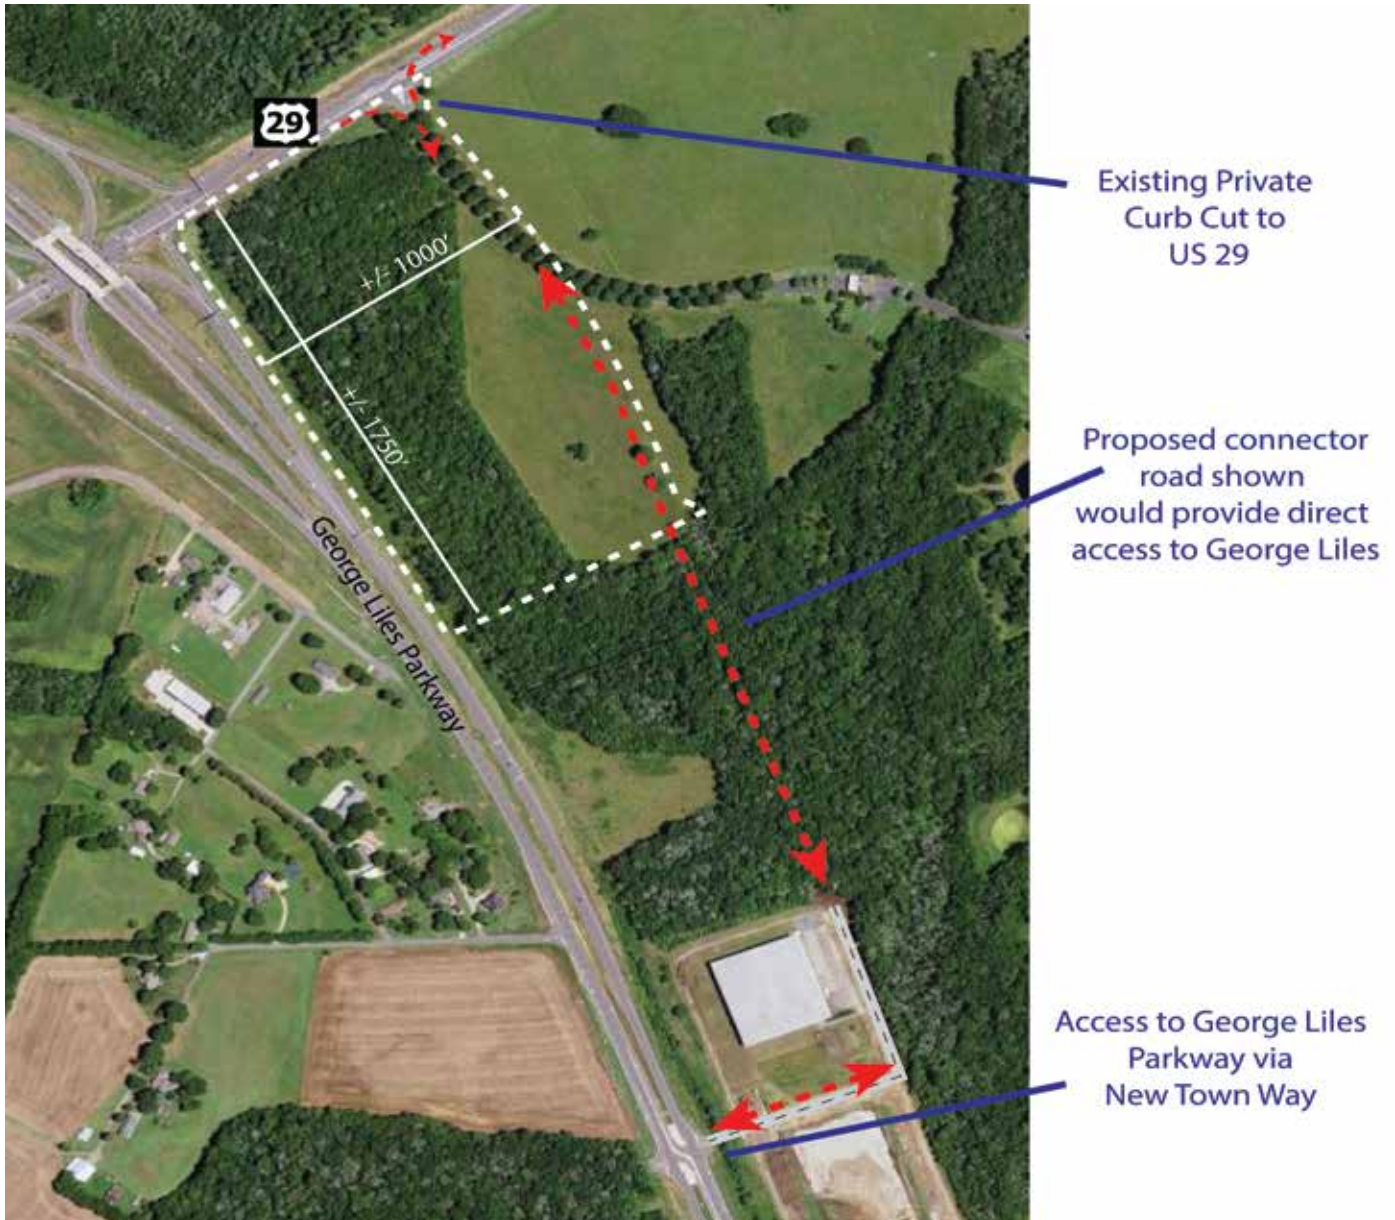 29
Existing Private
Curb Cut to
US 29
+/- 1000'
+/- 1750'
George Liles Parkway
Proposed connector
road shown
would provide direct
access to George Liles
Access to George Liles
Parkway via
New Town Way